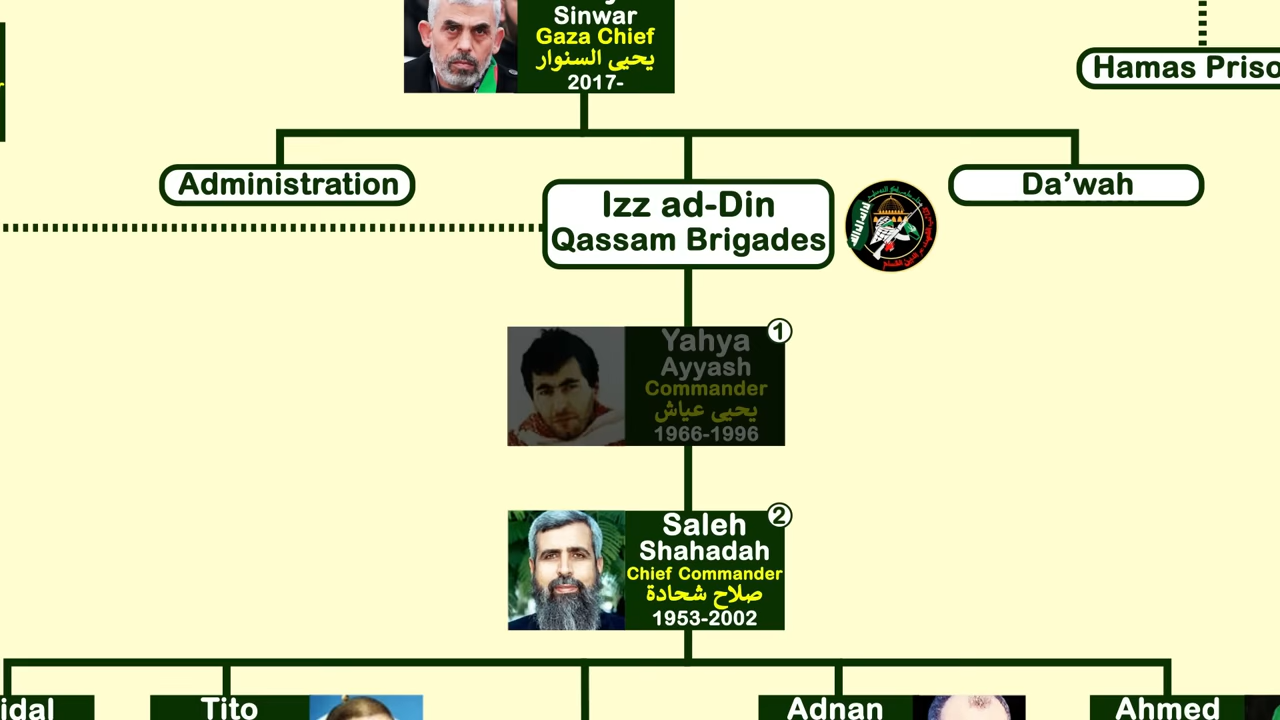 Sinwar
Gaza Chief
يحيى السنوار
2017-
Hamas Priso
Administration
Izz ad-Din
Qassam Brigades
Da’wah
1
Yahya
Ayyash
Commander
يحيى عياش
1966-1996
2
Saleh
Shahadah
Chief Commander
صلاح شحادة
1953-2002
idal
Tito
Adnan
Ahmed